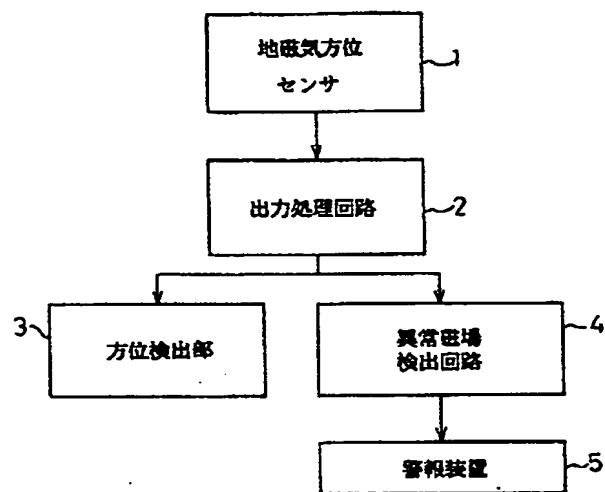 地磁気方位
センサ
1
出力処理回路
2
3
方位検出部
異常磁場
検出回路
4
警報装置
5